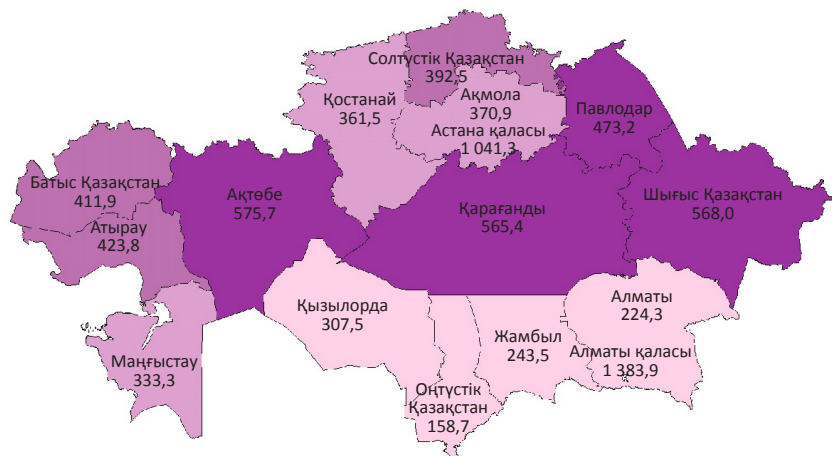 Солтүстік Қазақстан
392,5
Қостанай
361,5
Ақмола
370,9
Астана қаласы
1 041,3
Павлодар
473,2
Батыс Қазақстан
411,9
Атырау
423,8
Ақтөбе
575,7
Қарағанды
565,4
Шығыс Қазақстан
568,0
Маңғыстау
333,3
Қызылорда
307,5
Оңтүстік
Қазақстан
158,7
Жамбыл
243,5
Алматы
224,3
Алматы қаласы
1 383,9